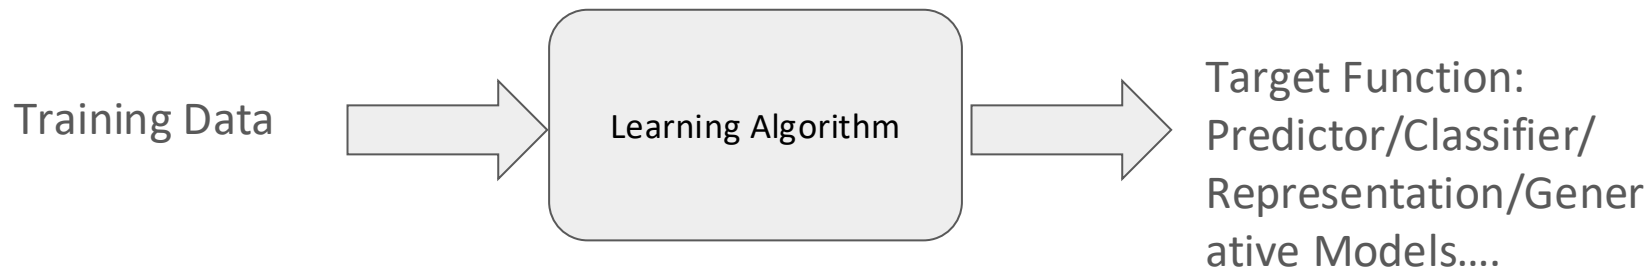 Training Data
Learning Algorithm
Target Function:
Predictor/Classifier/
Representation/Gener
ative Models....